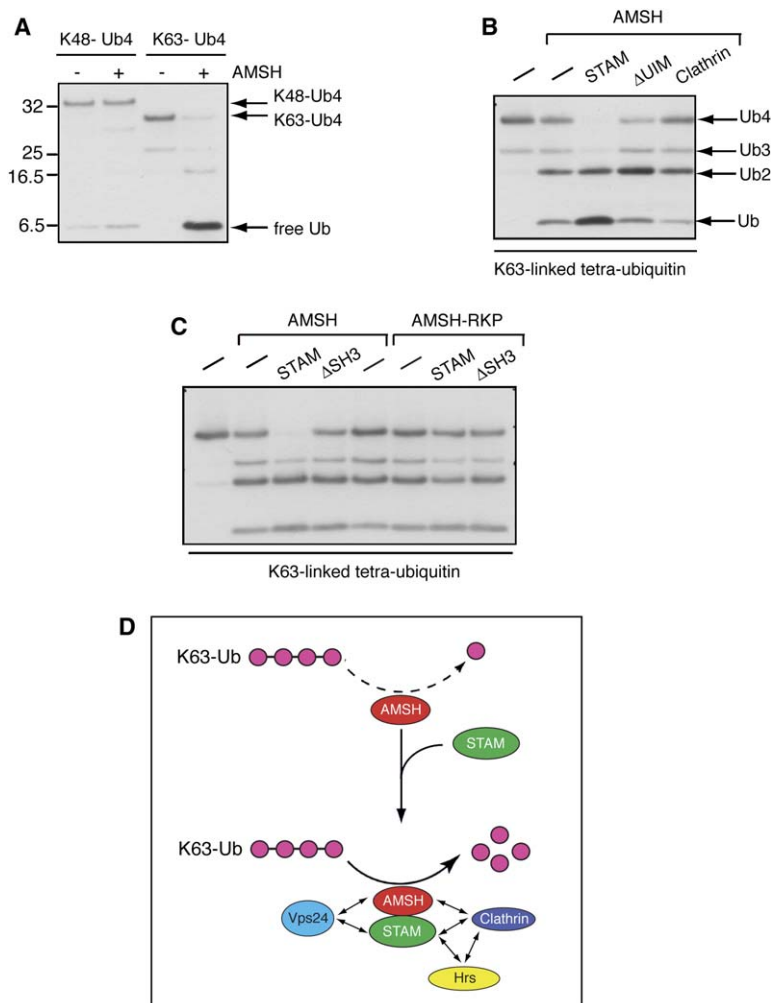 A
K48- Ub4 K63- Ub4
- + - + AMSH
32
25
16.5
6.5
K48-Ub4
K63-Ub4
free Ub
B
AMSH
— — STAM ΔUIM Clathrin
Ub4
Ub3
Ub2
Ub
K63-linked tetra-ubiquitin
C
AMSH AMSH-RKP
— — STAM ΔSH3 — — STAM ΔSH3
K63-linked tetra-ubiquitin
D
K63-Ub
AMSH
STAM
K63-Ub
AMSH
Vps24
STAM
Clathrin
Hrs